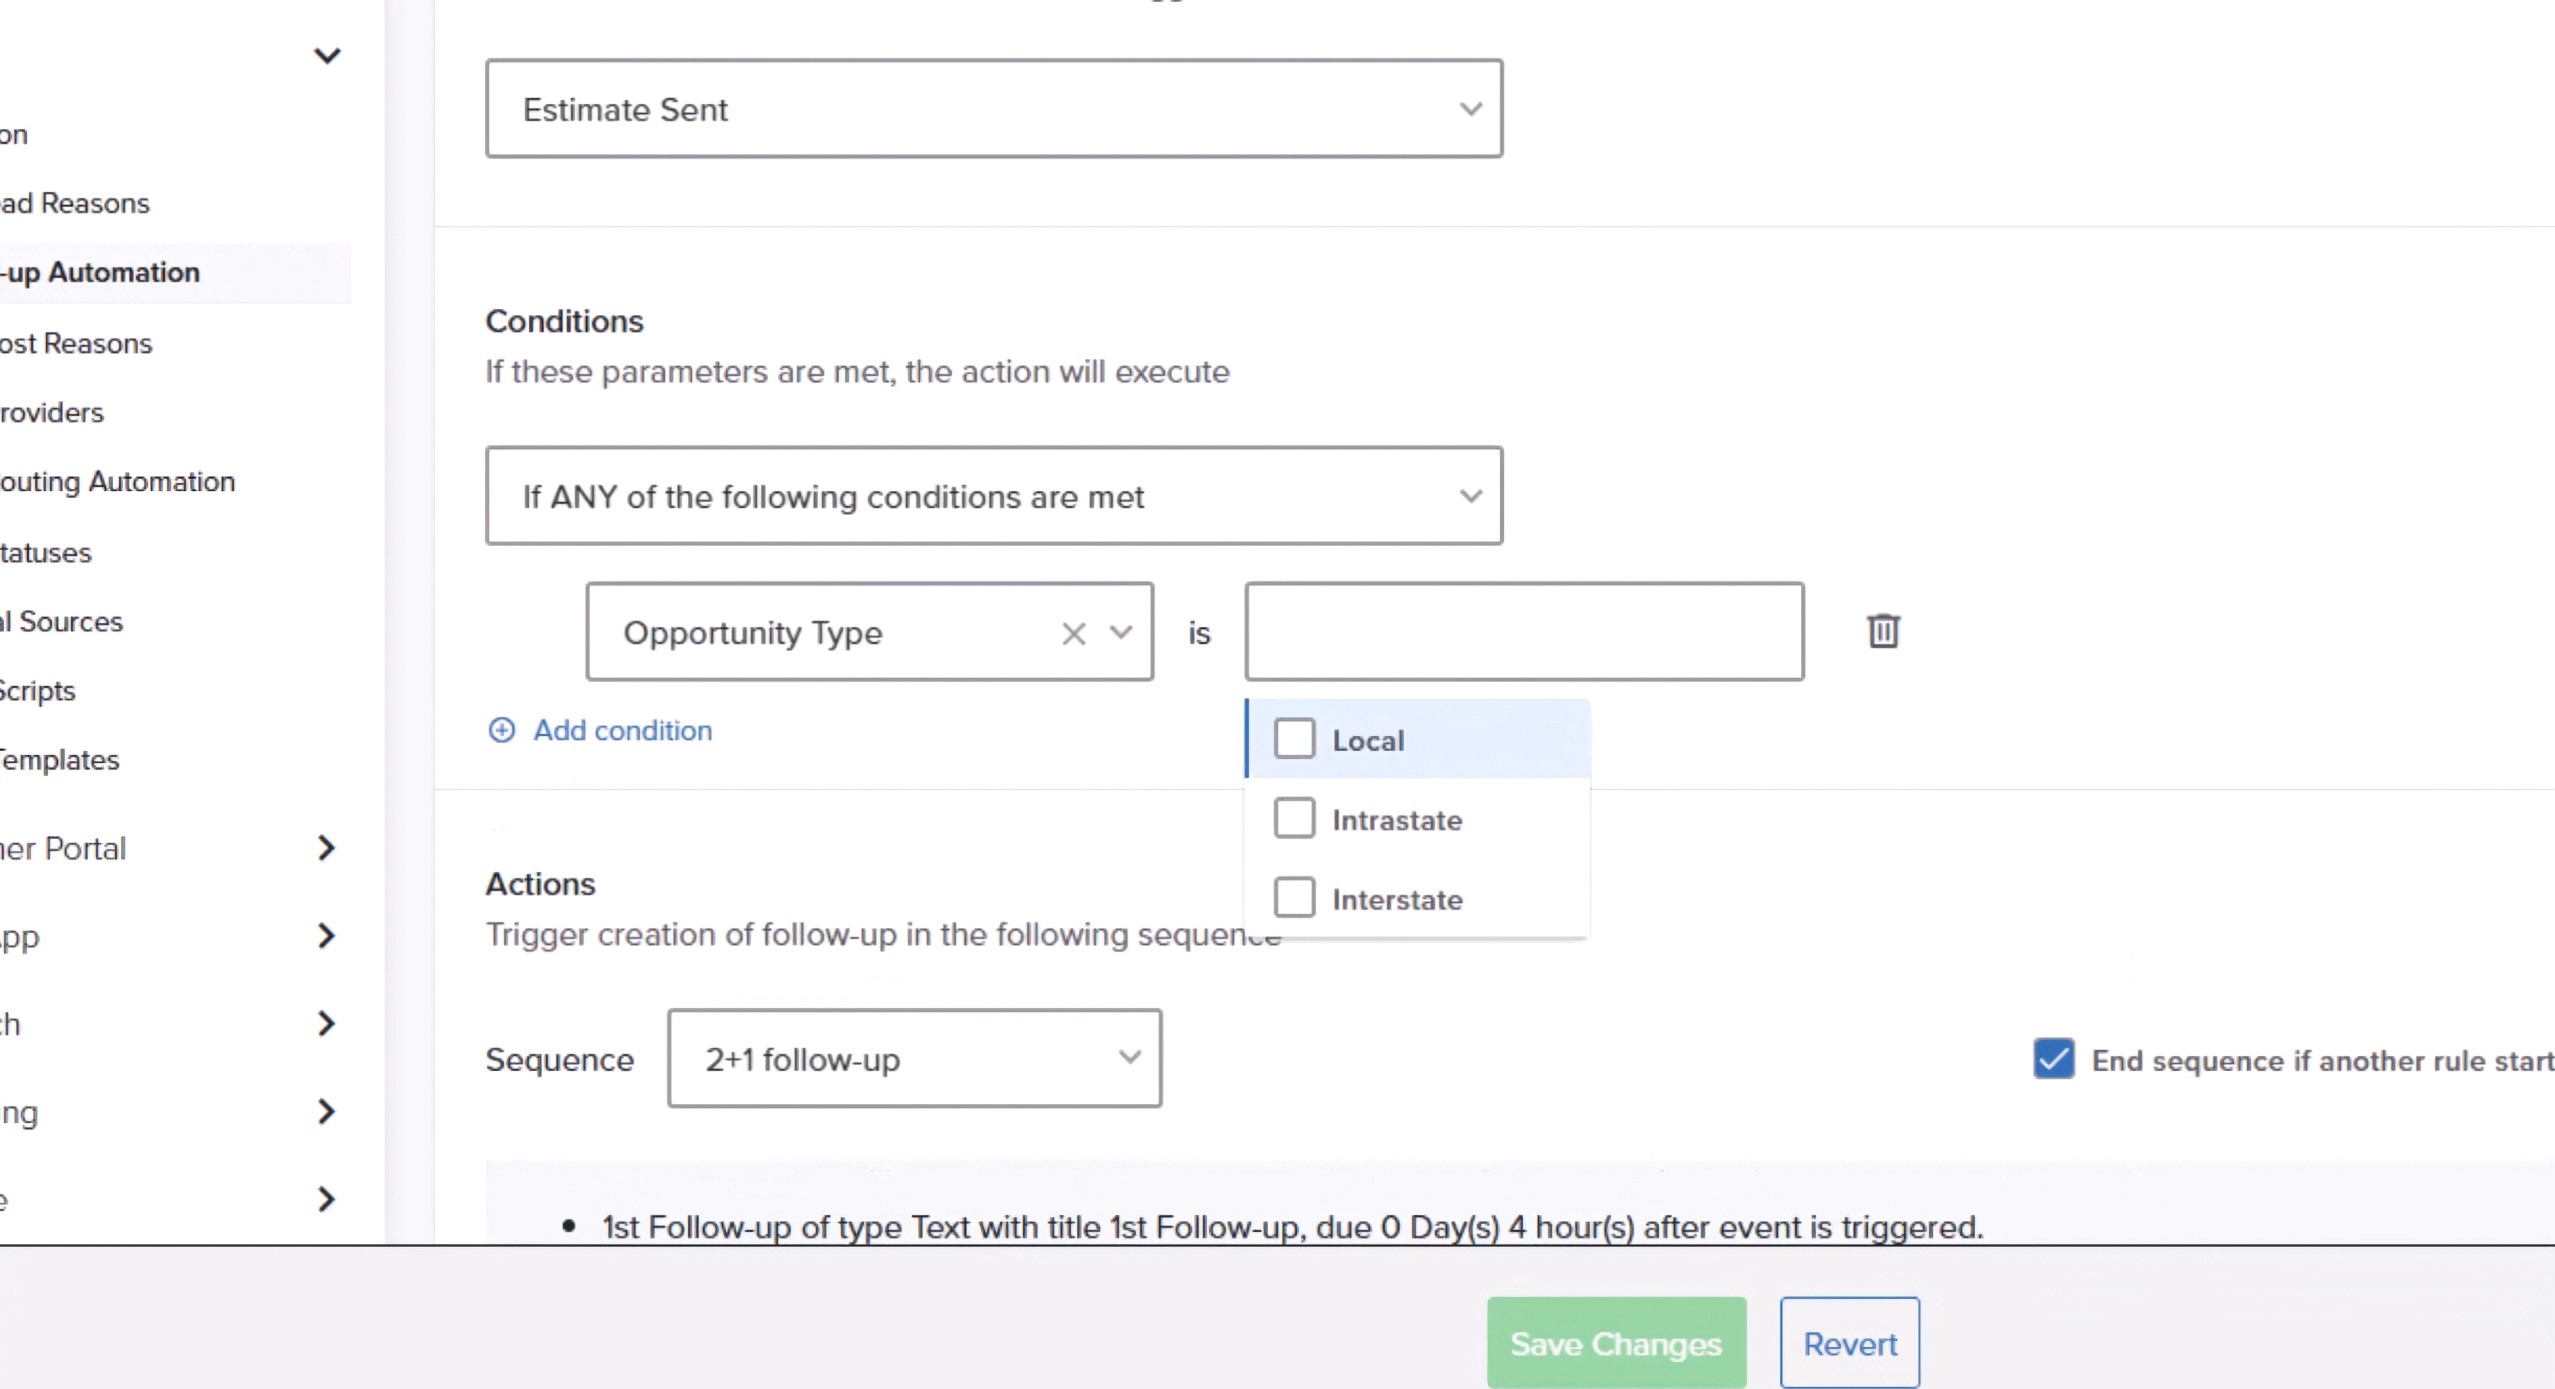 on
ad Reasons
-up Automation
ost Reasons
roviders
outing Automation
tatuses
al Sources
Scripts
Templates
ner Portal
App
ch
ng
e
Estimate Sent
Conditions
If these parameters are met, the action will execute
If ANY of the following conditions are met
Opportunity Type is
Add condition
Local
Intrastate
Interstate
Actions
Trigger creation of follow-up in the following sequence
Sequence 2+1 follow-up End sequence if another rule start
• 1st Follow-up of type Text with title 1st Follow-up, due 0 Day(s) 4 hour(s) after event is triggered.
Save Changes Revert